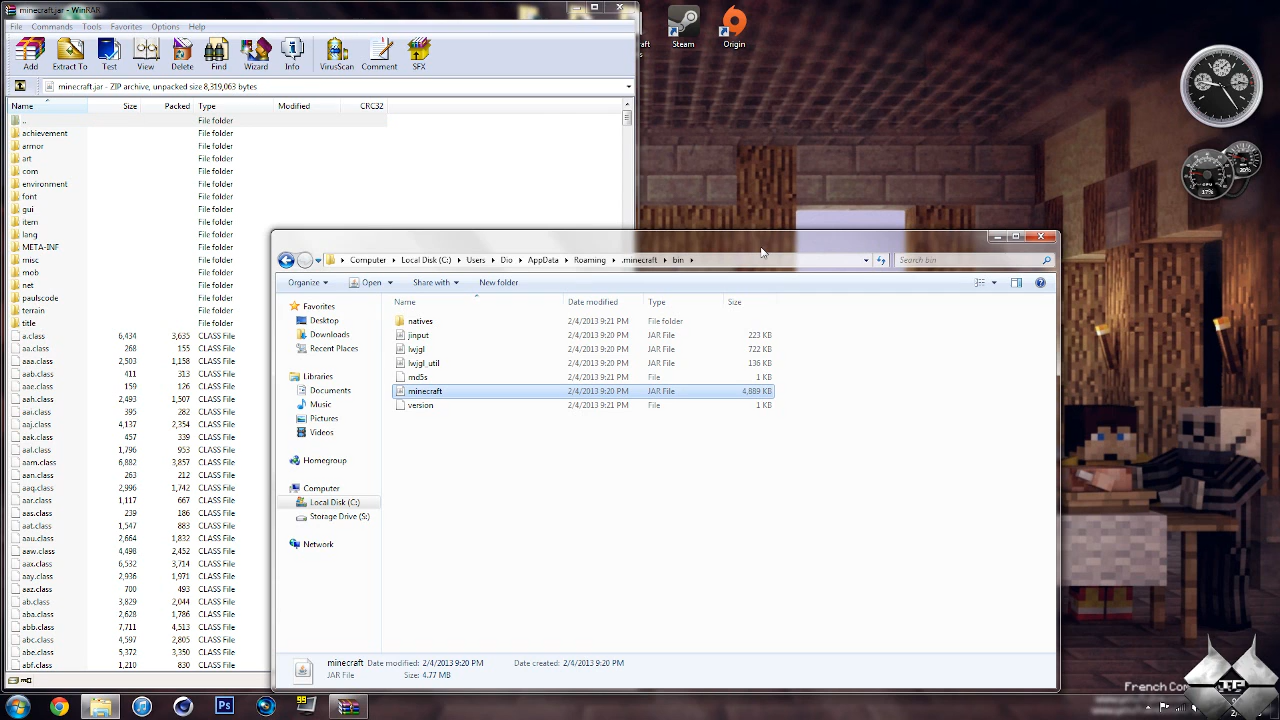 minecraft.jar - WinRAR
File Commands Tools Favorites Options Help
Add Extract To Test View Delete Find Wizard Info VirusScan Comment SFX
minecraft.jar - ZIP archive, unpacked size 8,319,063 bytes
Name Size Packed Type Modified CRC32
.. File folder
achievement File folder
armor File folder
art File folder
com File folder
environment File folder
font File folder
gui File folder
item File folder
lang File folder
META-INF File folder
misc File folder
mob File folder
net File folder
paulscode File folder
terrain File folder
title File folder
a.class 6,434 3,635 CLASS File
aa.class 268 155 CLASS File
aaa.class 2,503 1,158 CLASS File
aab.class 411 313 CLASS File
aae.class 159 126 CLASS File
aah.class 2,493 1,507 CLASS File
aai.class 395 282 CLASS File
aaj.class 4,137 2,354 CLASS File
aak.class 457 339 CLASS File
aal.class 1,796 953 CLASS File
aam.class 6,882 3,857 CLASS File
aan.class 263 212 CLASS File
aaq.class 2,996 1,742 CLASS File
aar.class 1,117 667 CLASS File
aas.class 239 186 CLASS File
aat.class 1,547 883 CLASS File
aau.class 2,664 1,832 CLASS File
aaw.class 4,498 2,452 CLASS File
aax.class 6,532 3,714 CLASS File
aay.class 2,936 1,971 CLASS File
aaz.class 700 493 CLASS File
ab.class 3,829 2,044 CLASS File
aba.class 2,628 1,786 CLASS File
abb.class 7,711 4,513 CLASS File
abc.class 4,597 2,805 CLASS File
abe.class 5,372 3,350 CLASS File
abf.class 1,210 830 CLASS File
Steam Origin
Computer Local Disk (C:) Users Dio AppData Roaming .minecraft bin
Search bin
Organize Open Share with New folder
Favorites
Desktop
Downloads
Recent Places
Libraries
Documents
Music
Pictures
Videos
Homegroup
Computer
Local Disk (C:)
Storage Drive (S:)
Network
Name Date modified Type Size
natives 2/4/2013 9:21 PM File folder
jinput 2/4/2013 9:20 PM JAR File 223 KB
lwjgl 2/4/2013 9:20 PM JAR File 722 KB
lwjgl_util 2/4/2013 9:20 PM JAR File 136 KB
md5s 2/4/2013 9:21 PM File 1 KB
minecraft 2/4/2013 9:20 PM JAR File 4,889 KB
version 2/4/2013 9:21 PM File 1 KB
minecraft Date modified: 2/4/2013 9:20 PM Date created: 2/4/2013 9:20 PM
JAR File Size: 4.77 MB
17%
20%
French Com
Ps
99